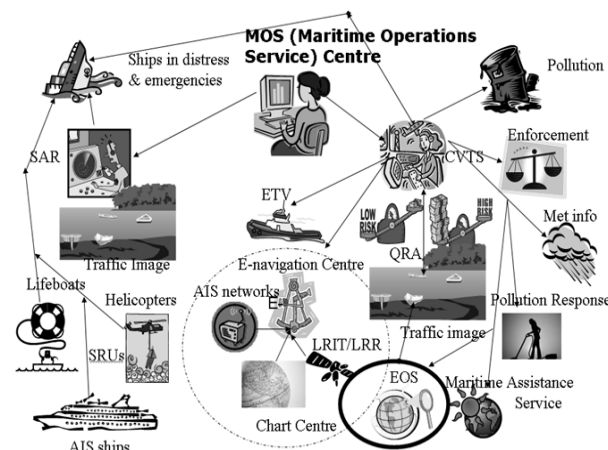 MOS (Maritime Operations
Service) Centre
Ships in distress
& emergencies
Pollution
SAR
CVTS
Enforcement
ETV
LOW
RISK
HIGH
RISK
Met info
Traffic Image
QRA
E-navigation Centre
E-
Lifeboats
Helicopters
AIS networks
Traffic image
Pollution Response
SRUs
LRIT/LRR
EOS
Maritime Assistance
Service
Chart Centre
AIS ships